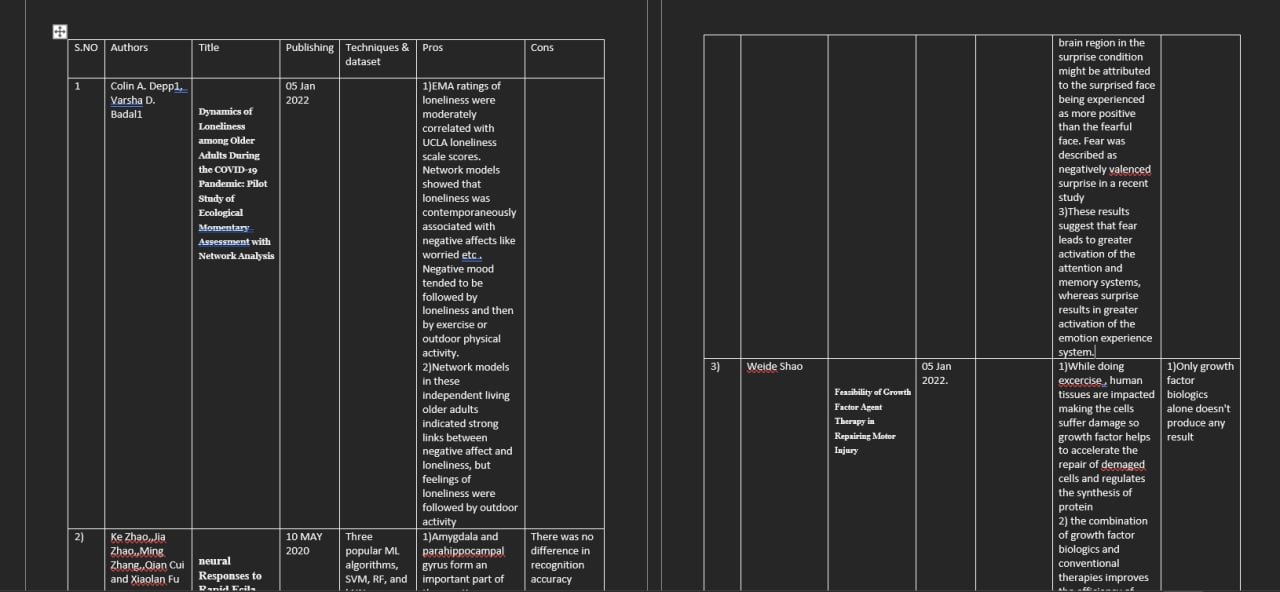 S.NO
Authors
Title
Publishing
Techniques &
dataset
Pros
Cons
1
Colin A. Depp1,
Varsha D.
Badal1
Dynamics of
Loneliness
among Older
Adults During
the COVID-19
Pandemic: Pilot
Study of
Ecological
Momentary
Assessment with
Network Analysis
05 Jan
2022
1)EMA ratings of
loneliness were
moderately
correlated with
UCLA loneliness
scale scores.
Network models
showed that
loneliness was
contemporaneously
associated with
negative affects like
worried etc .
Negative mood
tended to be
followed by
loneliness and then
by exercise or
outdoor physical
activity.
2)Network models
in these
independent living
older adults
indicated strong
links between
negative affect and
loneliness, but
feelings of
loneliness were
followed by outdoor
activity
2)
Ke Zhao,,Jia
Zhao,,Ming
Zhang,,Qian Cui
and Xiaolan Fu
neural
Responses to
10 MAY
2020
Three
popular ML
algorithms,
SVM, RF, and
1)Amygdala and
parahippocampal
gyrus form an
important part of
There was no
difference in
recognition
accuracy
brain region in the
surprise condition
might be attributed
to the surprised face
being experienced
as more positive
than the fearful
face. Fear was
described as
negatively valenced
surprise in a recent
study
3)These results
suggest that fear
leads to greater
activation of the
attention and
memory systems,
whereas surprise
results in greater
activation of the
emotion experience
system.
3)
Weide Shao
Feasibility of Growth
Factor Agent
Therapy in
Repairing Motor
Injury
05 Jan
2022.
1)While doing
excercise , human
tissues are impacted
making the cells
suffer damage so
growth factor helps
to accelerate the
repair of demaged
cells and regulates
the synthesis of
protein
2) the combination
of growth factor
biologics and
conventional
therapies improves
1)Only growth
factor
biologics
alone doesn't
produce any
result